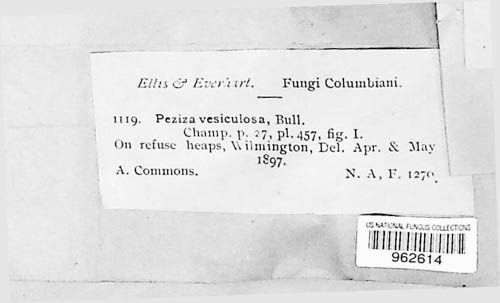 Ellis & Everhart. Fungi Columbiani.
1119. Peziza vesiculosa, Bull.
Champ. p. 27, pl. 457, fig. I.
On refuse heaps, Wilmington, Del. Apr. & May
1897.
A. Commons. N. A, F. 1270.
US NATIONAL FUNGUS COLLECTIONS
962614